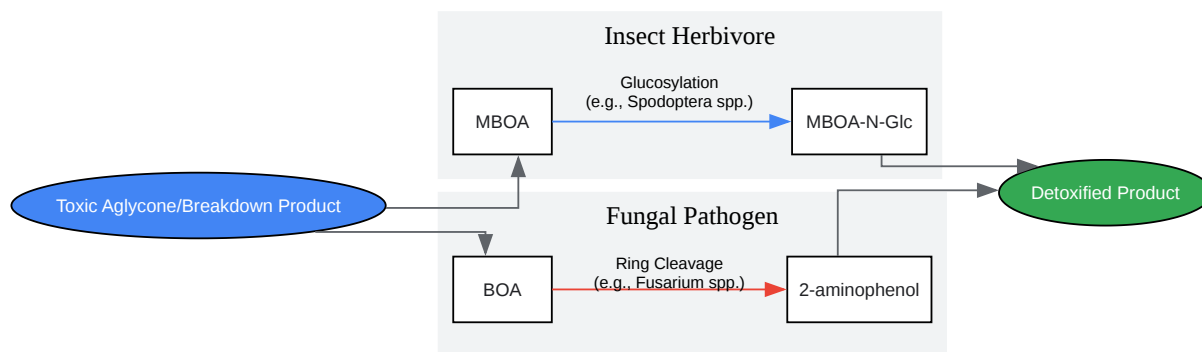 Insect Herbivore
Glucosylation
(e.g., Spodoptera spp.)
MBOA
MBOA-N-Glc
Toxic Aglycone/Breakdown Product
Detoxified Product
Fungal Pathogen
Ring Cleavage
(e.g., Fusarium spp.)
BOA
2-aminophenol